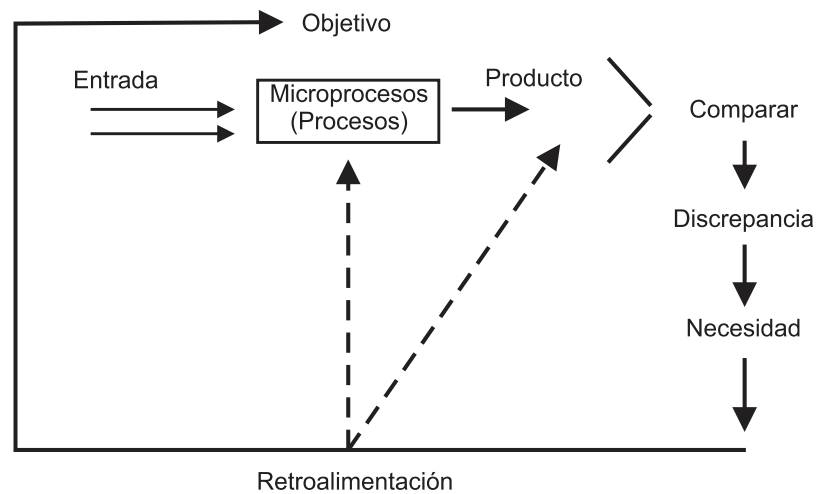 Objetivo
Entrada
Microprocesos
(Procesos)
Producto
Comparar
Discrepancia
Necesidad
Retroalimentación